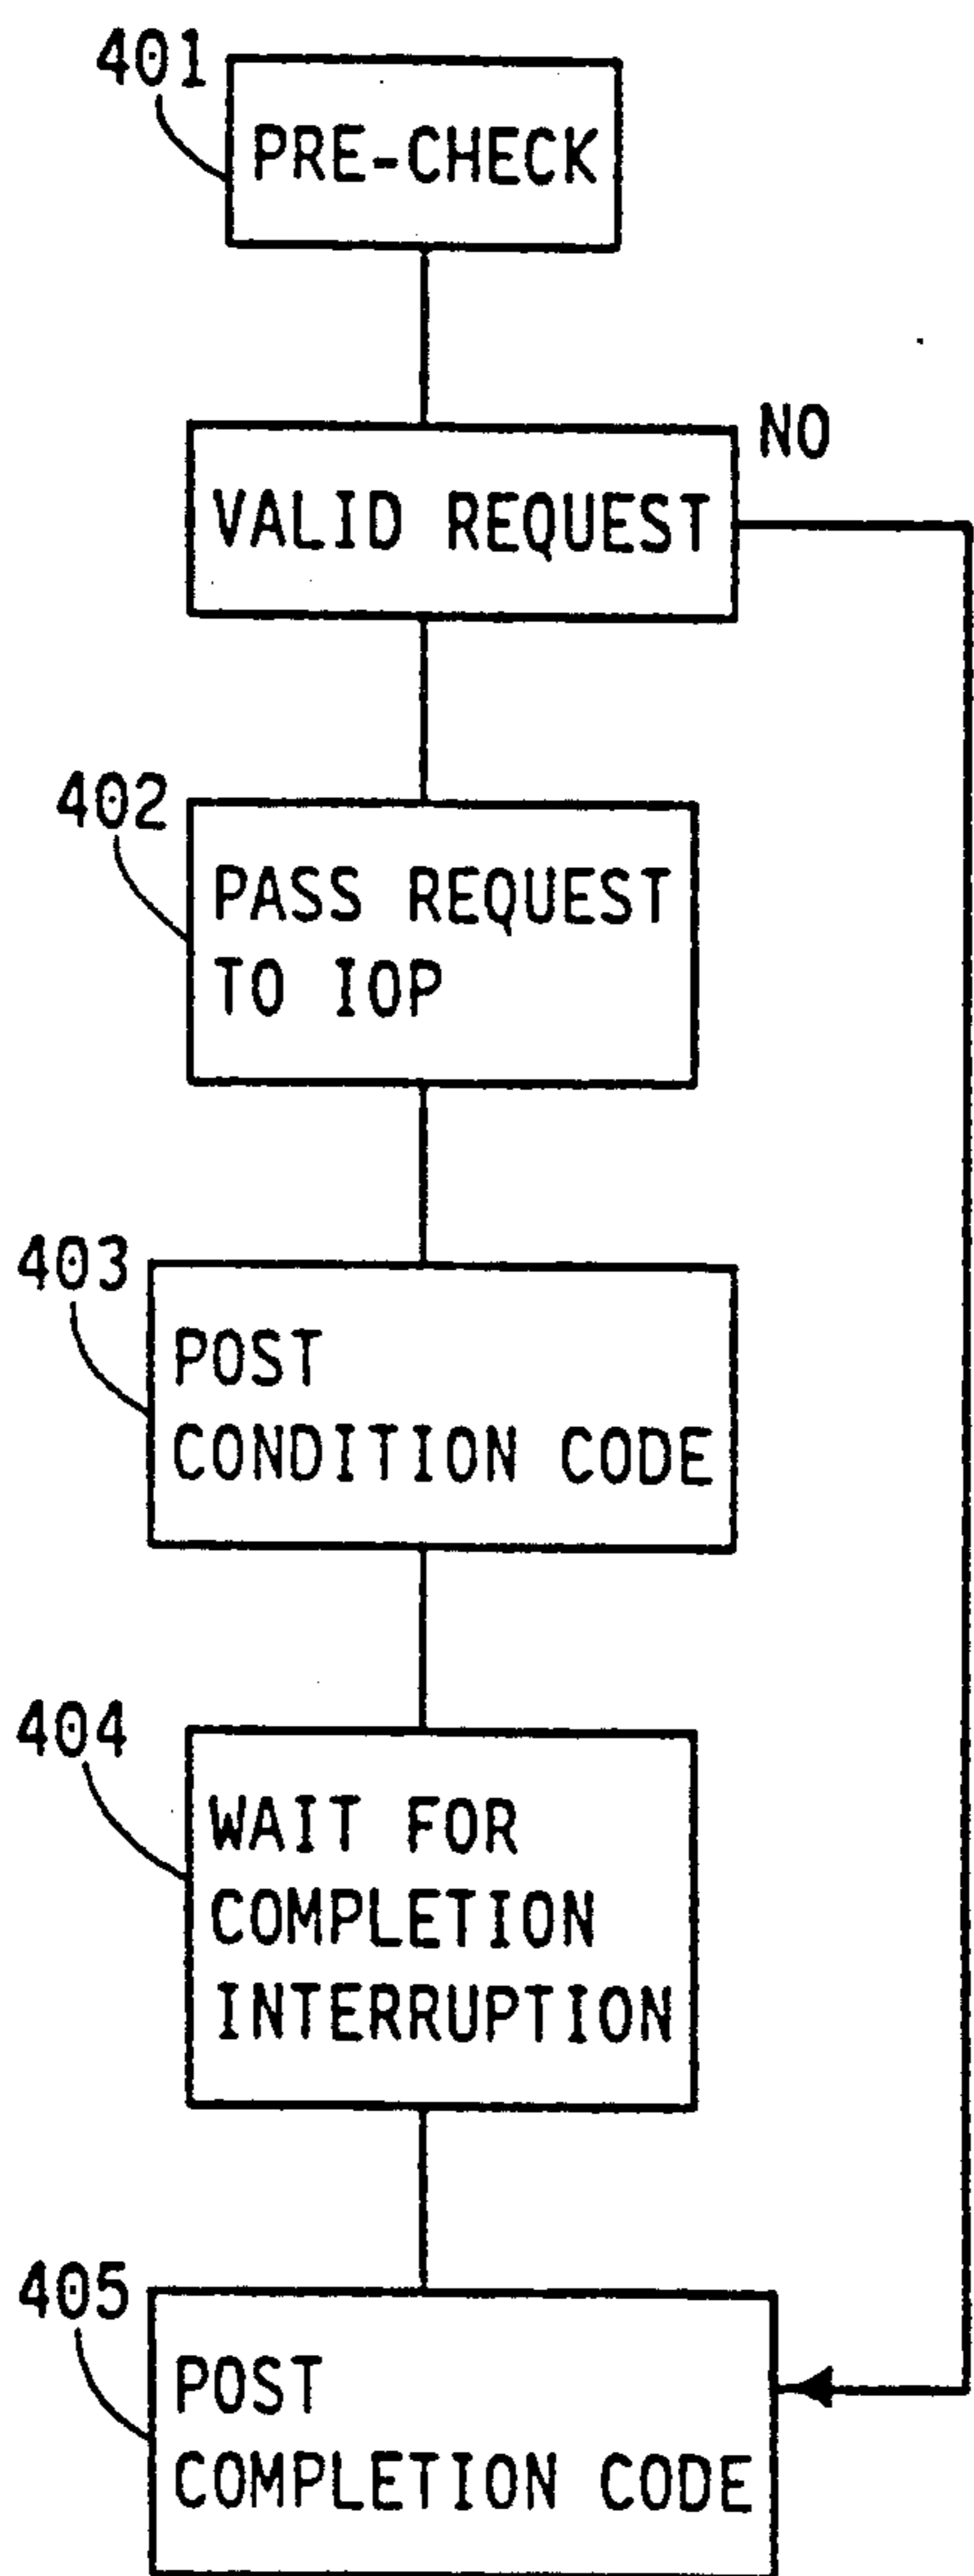 401
PRE-CHECK
NO
VALID REQUEST
402
PASS REQUEST
TO IOP
403
POST
CONDITION CODE
404
WAIT FOR
COMPLETION
INTERRUPTION
405
POST
COMPLETION CODE